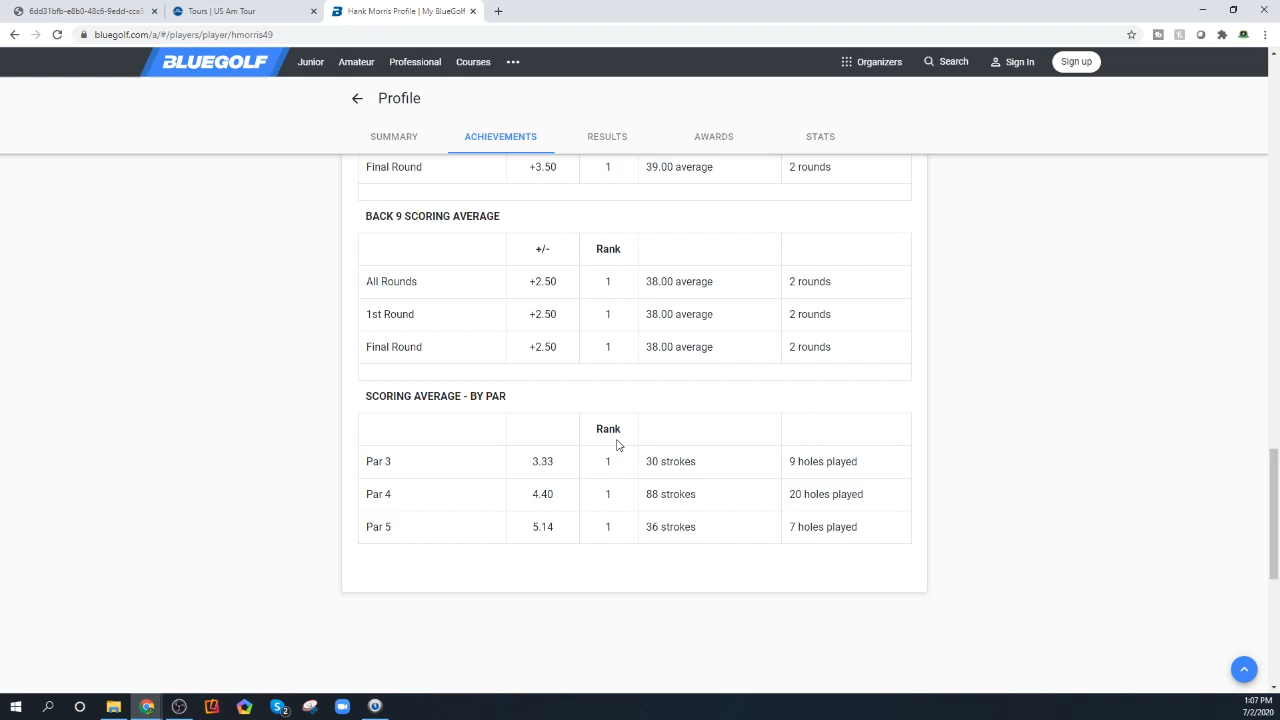 6dd31bfb-e8b0-48c6-9edd-cca3
Tours | US Am Tour
Hank Morris Profile | My BlueGolf
bluegolf.com/a/#/players/player/hmorris49
BLUEGOLF
Junior
Amateur
Professional
Courses
Organizers
Search
Sign In
Sign up
Profile
SUMMARY
ACHIEVEMENTS
RESULTS
AWARDS
STATS
Final Round +3.50 1 39.00 average 2 rounds
BACK 9 SCORING AVERAGE
+/- Rank
All Rounds +2.50 1 38.00 average 2 rounds
1st Round +2.50 1 38.00 average 2 rounds
Final Round +2.50 1 38.00 average 2 rounds
SCORING AVERAGE - BY PAR
Rank
Par 3 3.33 1 30 strokes 9 holes played
Par 4 4.40 1 88 strokes 20 holes played
Par 5 5.14 1 36 strokes 7 holes played
2
1:07 PM
7/2/2020